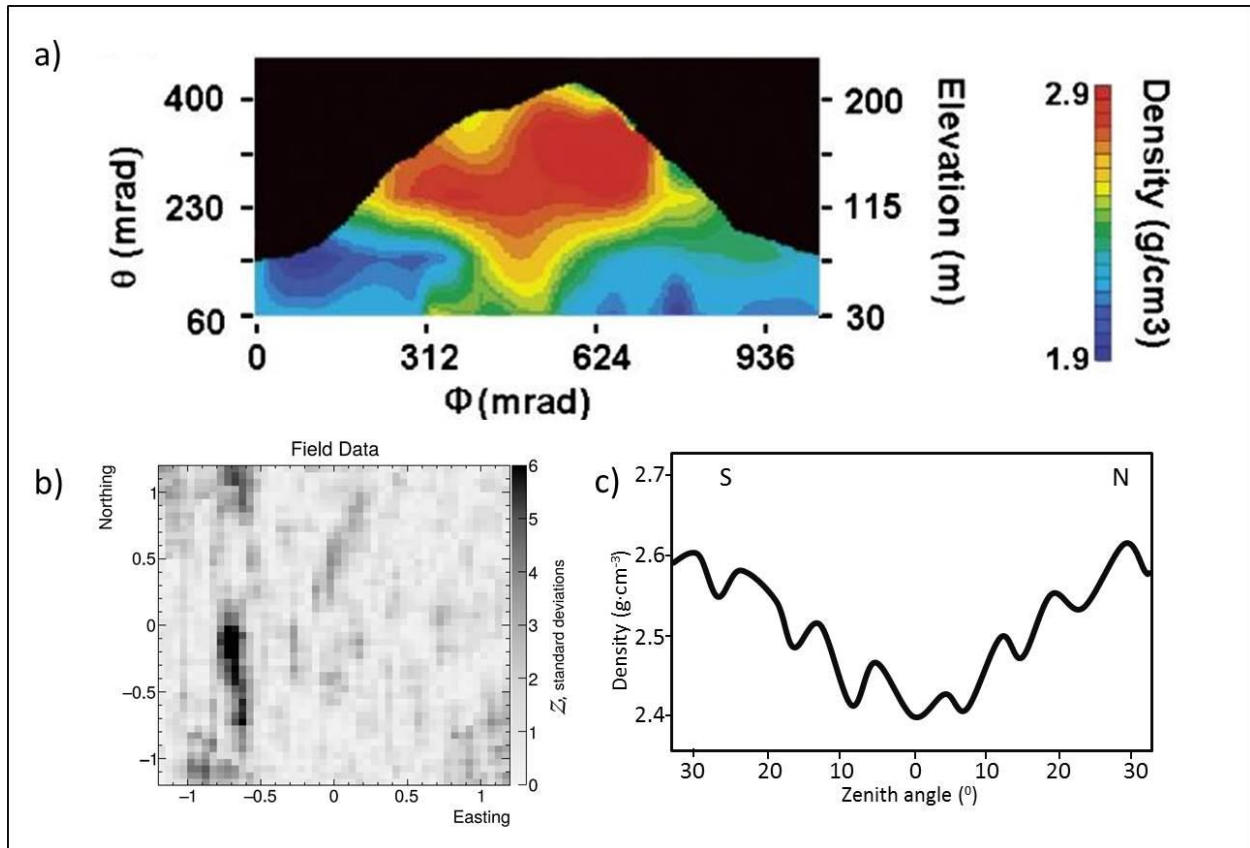 a)
400
230
60
θ (mrad)
0
312
624
936
Φ (mrad)
200
115
30
Elevation (m)
2.9
1.9
Density (g/cm3)
b)
Field Data
Northing
1
0.5
0
−0.5
−1
−1
−0.5
0
0.5
1
Easting
6
5
4
3
2
1
0
Z, standard deviations
c)
S
N
2.7
2.6
2.5
2.4
Density (g·cm⁻³)
30
20
10
0
10
20
30
Zenith angle (⁰)